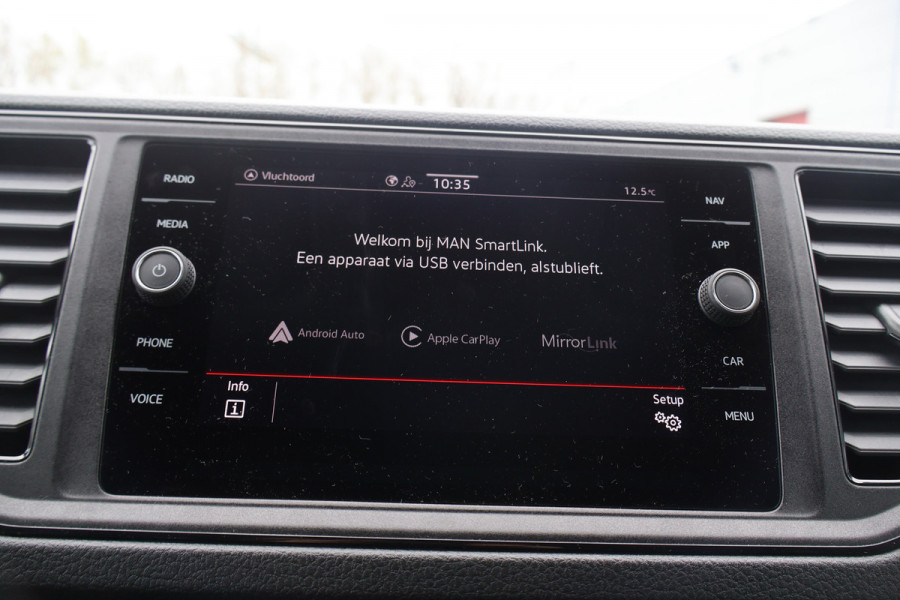 RADIO
MEDIA
PHONE
VOICE
Vluchtoord
10:35
12.5°C
Welkom bij MAN SmartLink.
Een apparaat via USB verbinden, alstublieft.
Android Auto
Apple CarPlay
MirrorLink
Info
Setup
NAV
APP
CAR
MENU